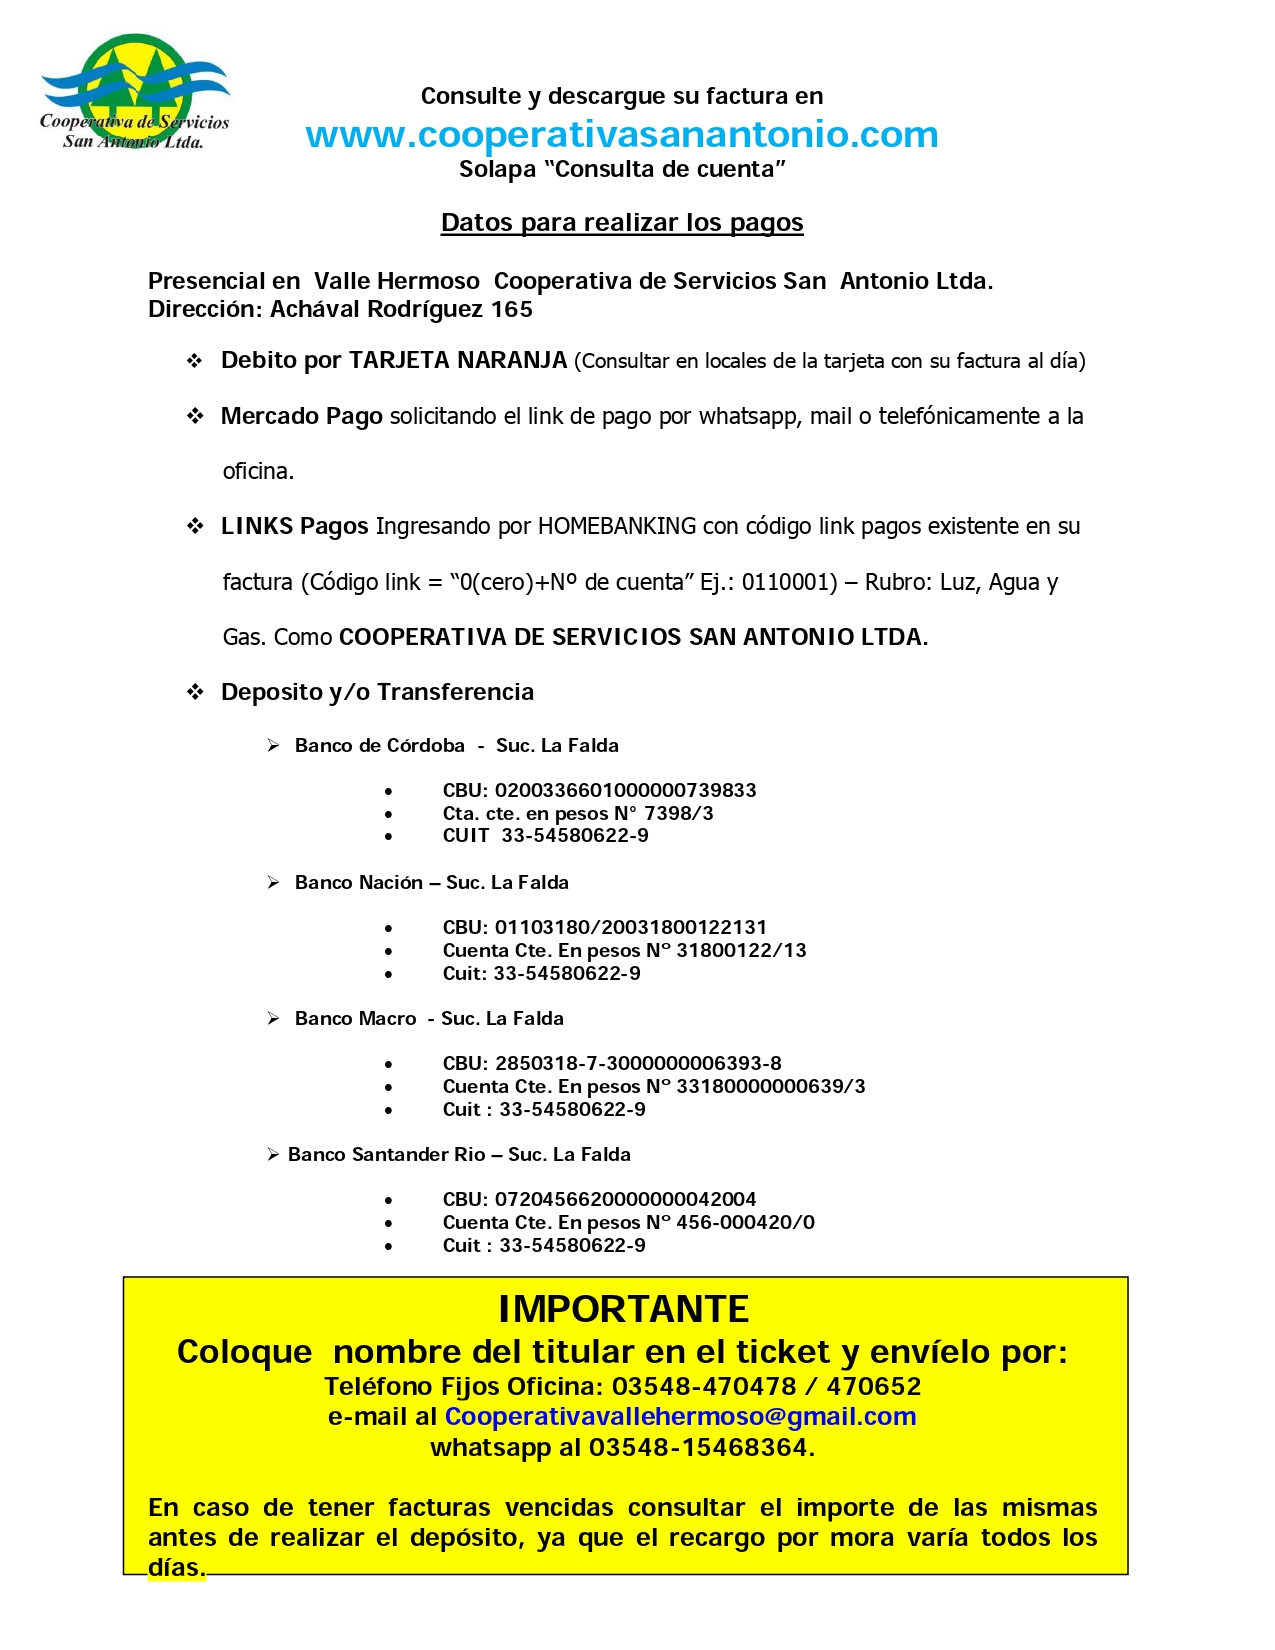 Cooperativa de Servicios
San Antonio Ltda.
Consulte y descargue su factura en
www.cooperativasanantonio.com
Solapa “Consulta de cuenta”
Datos para realizar los pagos
Presencial en Valle Hermoso Cooperativa de Servicios San Antonio Ltda.
Dirección: Achával Rodríguez 165
❖ Debito por TARJETA NARANJA (Consultar en locales de la tarjeta con su factura al día)
❖ Mercado Pago solicitando el link de pago por whatsapp, mail o telefónicamente a la
oficina.
❖ LINKS Pagos Ingresando por HOMEBANKING con código link pagos existente en su
factura (Código link = “0(cero)+Nº de cuenta” Ej.: 0110001) – Rubro: Luz, Agua y
Gas. Como COOPERATIVA DE SERVICIOS SAN ANTONIO LTDA.
❖ Deposito y/o Transferencia
➢ Banco de Córdoba - Suc. La Falda
• CBU: 0200336601000000739833
• Cta. cte. en pesos N° 7398/3
• CUIT 33-54580622-9
➢ Banco Nación – Suc. La Falda
• CBU: 01103180/20031800122131
• Cuenta Cte. En pesos Nº 31800122/13
• Cuit: 33-54580622-9
➢ Banco Macro - Suc. La Falda
• CBU: 2850318-7-3000000006393-8
• Cuenta Cte. En pesos Nº 33180000000639/3
• Cuit : 33-54580622-9
➢ Banco Santander Rio – Suc. La Falda
• CBU: 0720456620000000042004
• Cuenta Cte. En pesos Nº 456-000420/0
• Cuit : 33-54580622-9
IMPORTANTE
Coloque nombre del titular en el ticket y envíelo por:
Teléfono Fijos Oficina: 03548-470478 / 470652
e-mail al Cooperativavallehermoso@gmail.com
whatsapp al 03548-15468364.
En caso de tener facturas vencidas consultar el importe de las mismas
antes de realizar el depósito, ya que el recargo por mora varía todos los
días.